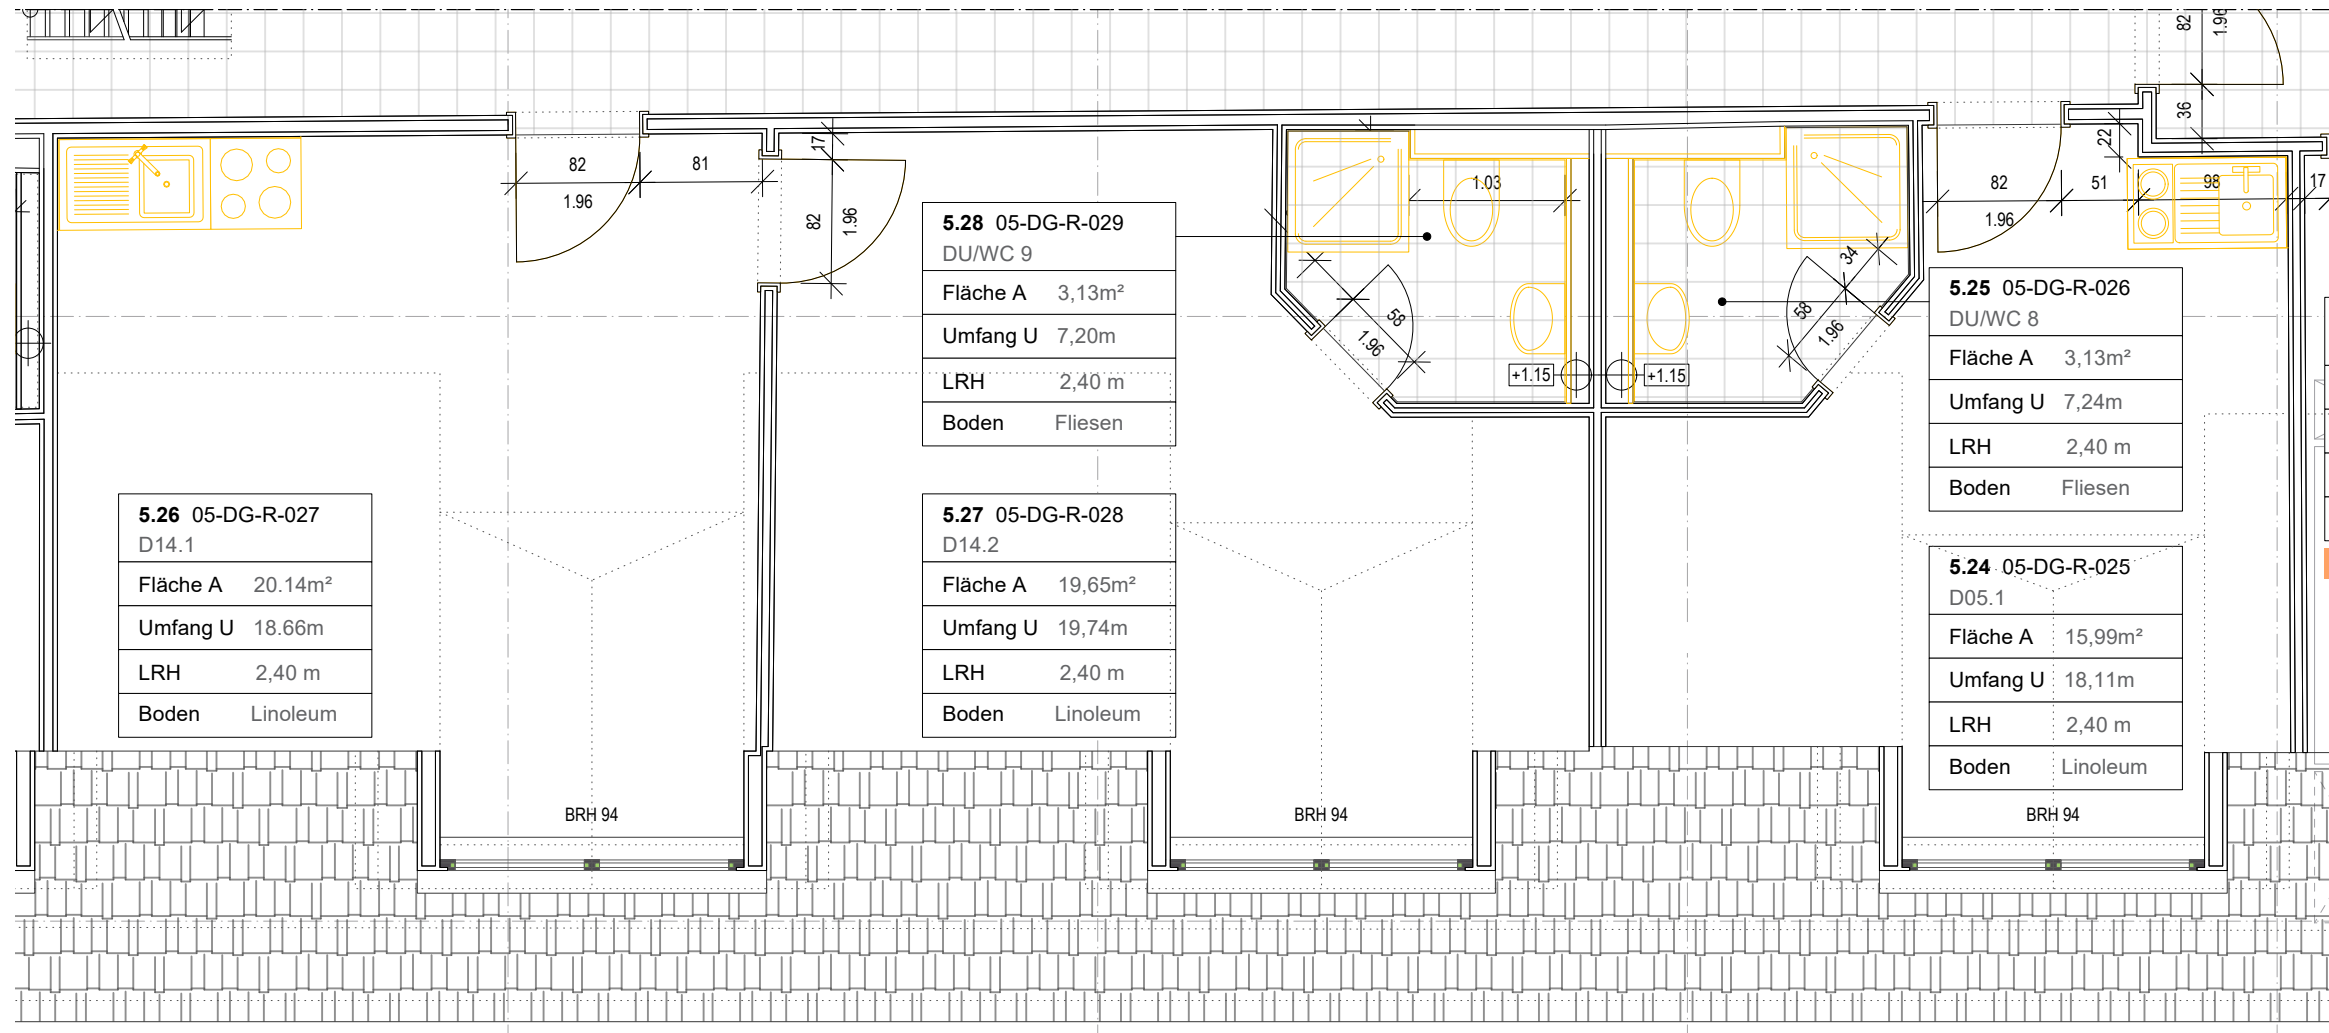 82
1.96
36
22
17
82
1.96
81
82
1.96
1.03
58
1.96
34
58
1.96
82
1.96
51
98
17
+1.15
+1.15
5.28 05-DG-R-029
DU/WC 9
Fläche A 3,13m²
Umfang U 7,20m
LRH 2,40 m
Boden Fliesen
5.25 05-DG-R-026
DU/WC 8
Fläche A 3,13m²
Umfang U 7,24m
LRH 2,40 m
Boden Fliesen
5.26 05-DG-R-027
D14.1
Fläche A 20.14m²
Umfang U 18.66m
LRH 2,40 m
Boden Linoleum
5.27 05-DG-R-028
D14.2
Fläche A 19,65m²
Umfang U 19,74m
LRH 2,40 m
Boden Linoleum
5.24 05-DG-R-025
D05.1
Fläche A 15,99m²
Umfang U 18,11m
LRH 2,40 m
Boden Linoleum
BRH 94
BRH 94
BRH 94